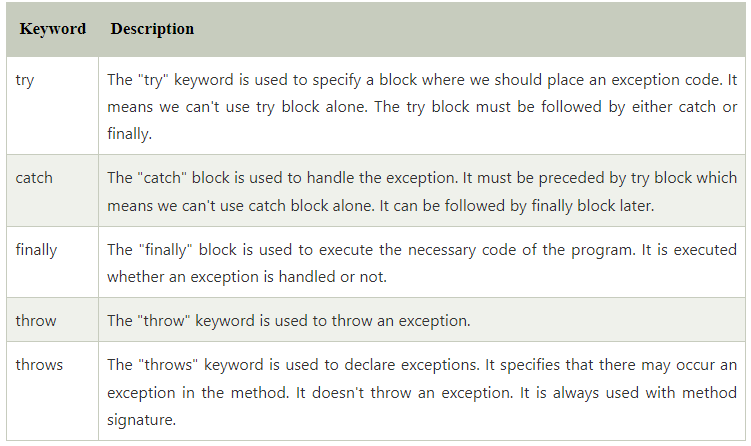 Keyword Description
try The "try" keyword is used to specify a block where we should place an exception code. It
means we can't use try block alone. The try block must be followed by either catch or
finally.
catch The "catch" block is used to handle the exception. It must be preceded by try block which
means we can't use catch block alone. It can be followed by finally block later.
finally The "finally" block is used to execute the necessary code of the program. It is executed
whether an exception is handled or not.
throw The "throw" keyword is used to throw an exception.
throws The "throws" keyword is used to declare exceptions. It specifies that there may occur an
exception in the method. It doesn't throw an exception. It is always used with method
signature.